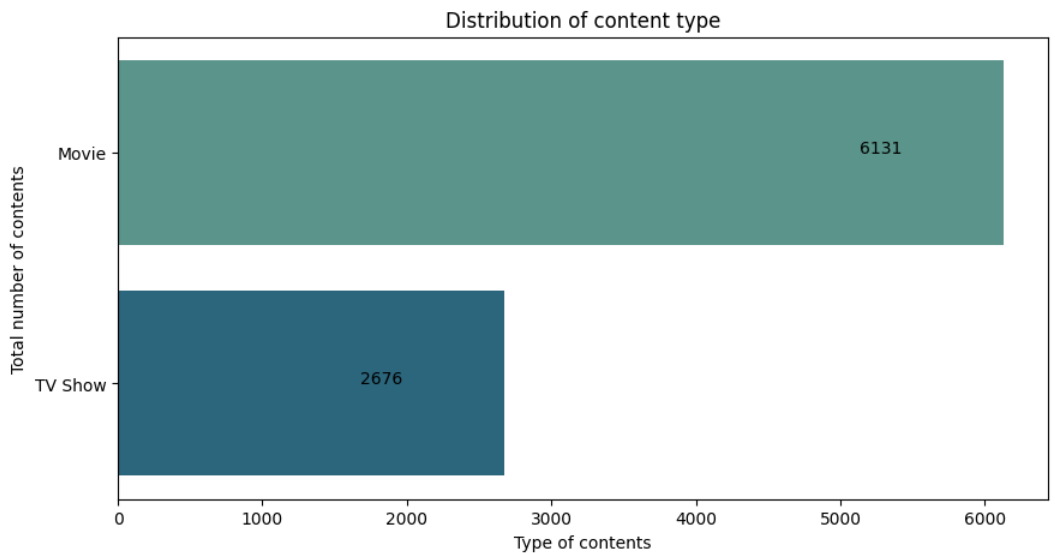 Distribution of content type
Total number of contents
Movie
6131
TV Show
2676
0 1000 2000 3000 4000 5000 6000
Type of contents